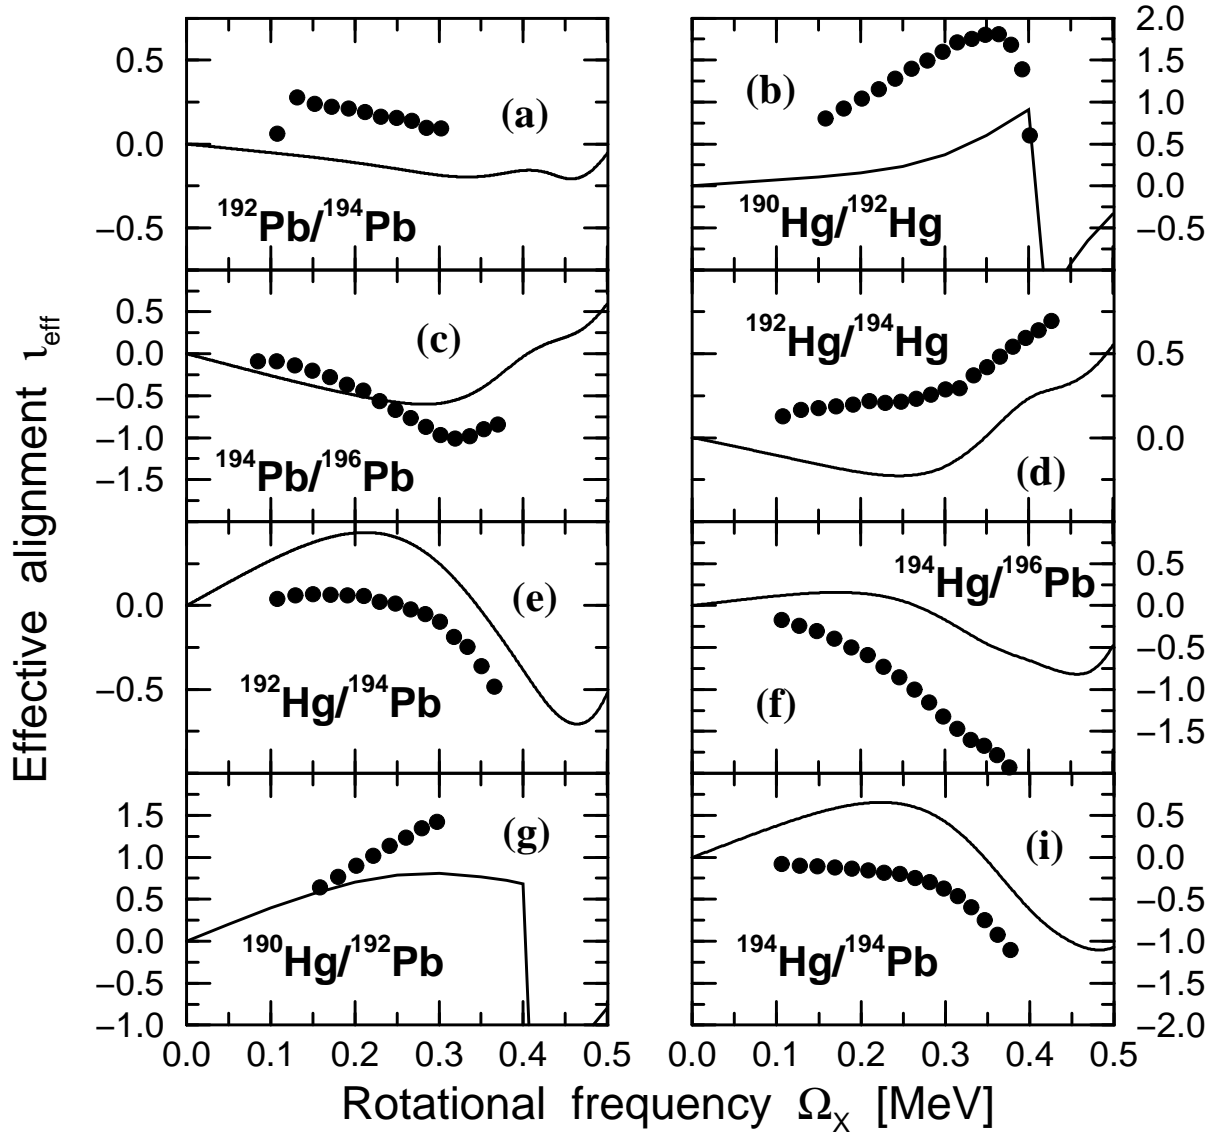 Effective alignment ι_eff
0.5
0.0
−0.5
(a)
¹⁹²Pb/¹⁹⁴Pb
2.0
1.5
1.0
0.5
0.0
−0.5
(b)
¹⁹⁰Hg/¹⁹²Hg
0.5
0.0
−0.5
−1.0
−1.5
(c)
¹⁹⁴Pb/¹⁹⁶Pb
0.5
0.0
¹⁹²Hg/¹⁹⁴Hg
(d)
0.0
−0.5
(e)
¹⁹²Hg/¹⁹⁴Pb
0.5
0.0
−0.5
−1.0
−1.5
¹⁹⁴Hg/¹⁹⁶Pb
(f)
1.5
1.0
0.5
0.0
−0.5
−1.0
(g)
¹⁹⁰Hg/¹⁹²Pb
0.5
0.0
−0.5
−1.0
−1.5
−2.0
(i)
¹⁹⁴Hg/¹⁹⁴Pb
0.0 0.1 0.2 0.3 0.4 0.5
0.0 0.1 0.2 0.3 0.4 0.5
Rotational frequency Ω_X [MeV]